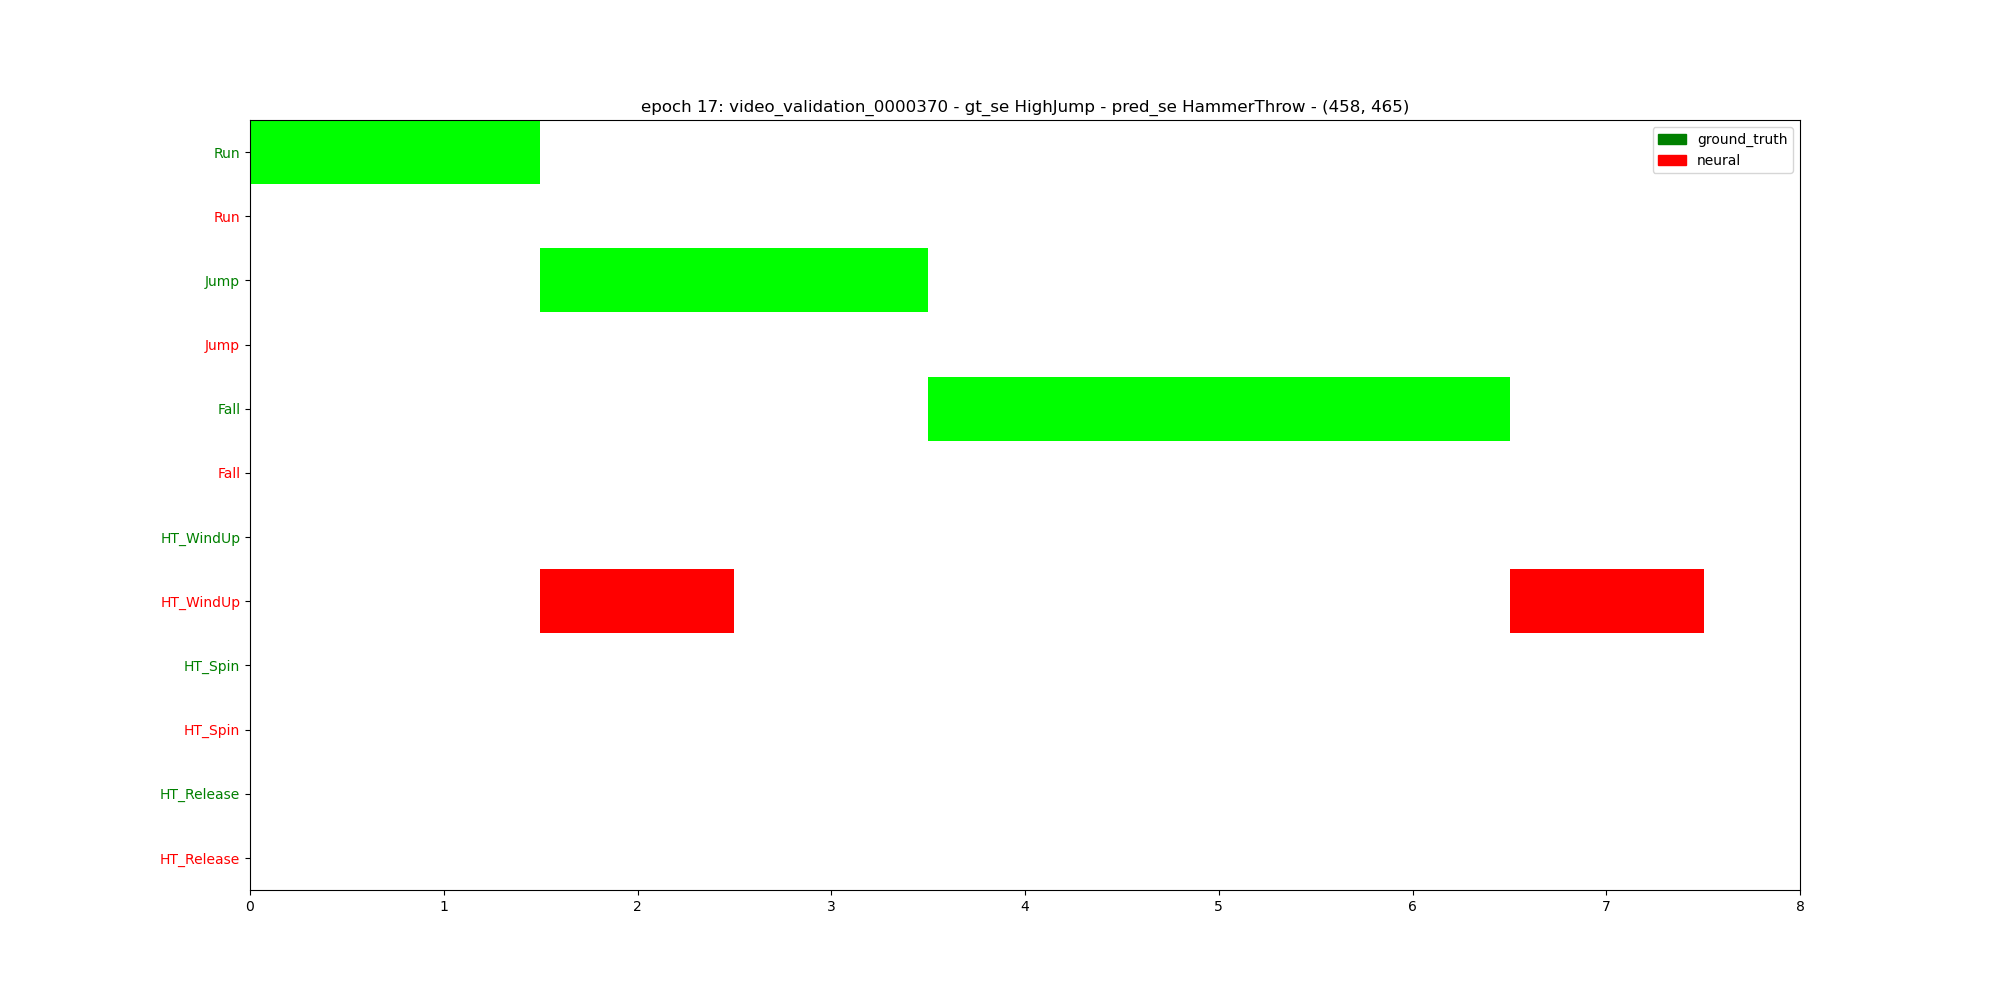 epoch 17: video_validation_0000370 - gt_se HighJump - pred_se HammerThrow - (458, 465)
ground_truth
neural
Run
Run
Jump
Jump
Fall
Fall
HT_WindUp
HT_WindUp
HT_Spin
HT_Spin
HT_Release
HT_Release
0 1 2 3 4 5 6 7 8